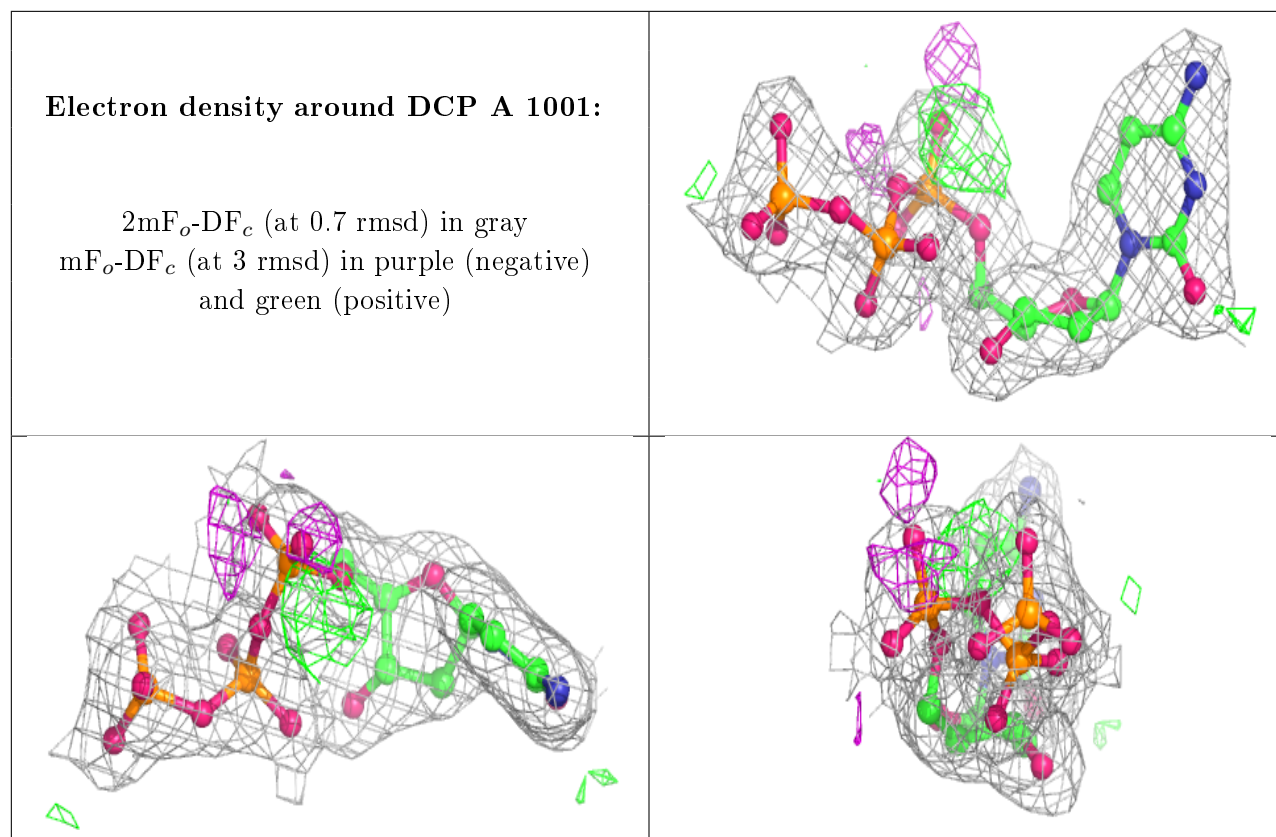 Electron density around DCP A 1001:
2mFₒ-DF𝒸 (at 0.7 rmsd) in gray
mFₒ-DF𝒸 (at 3 rmsd) in purple (negative)
and green (positive)